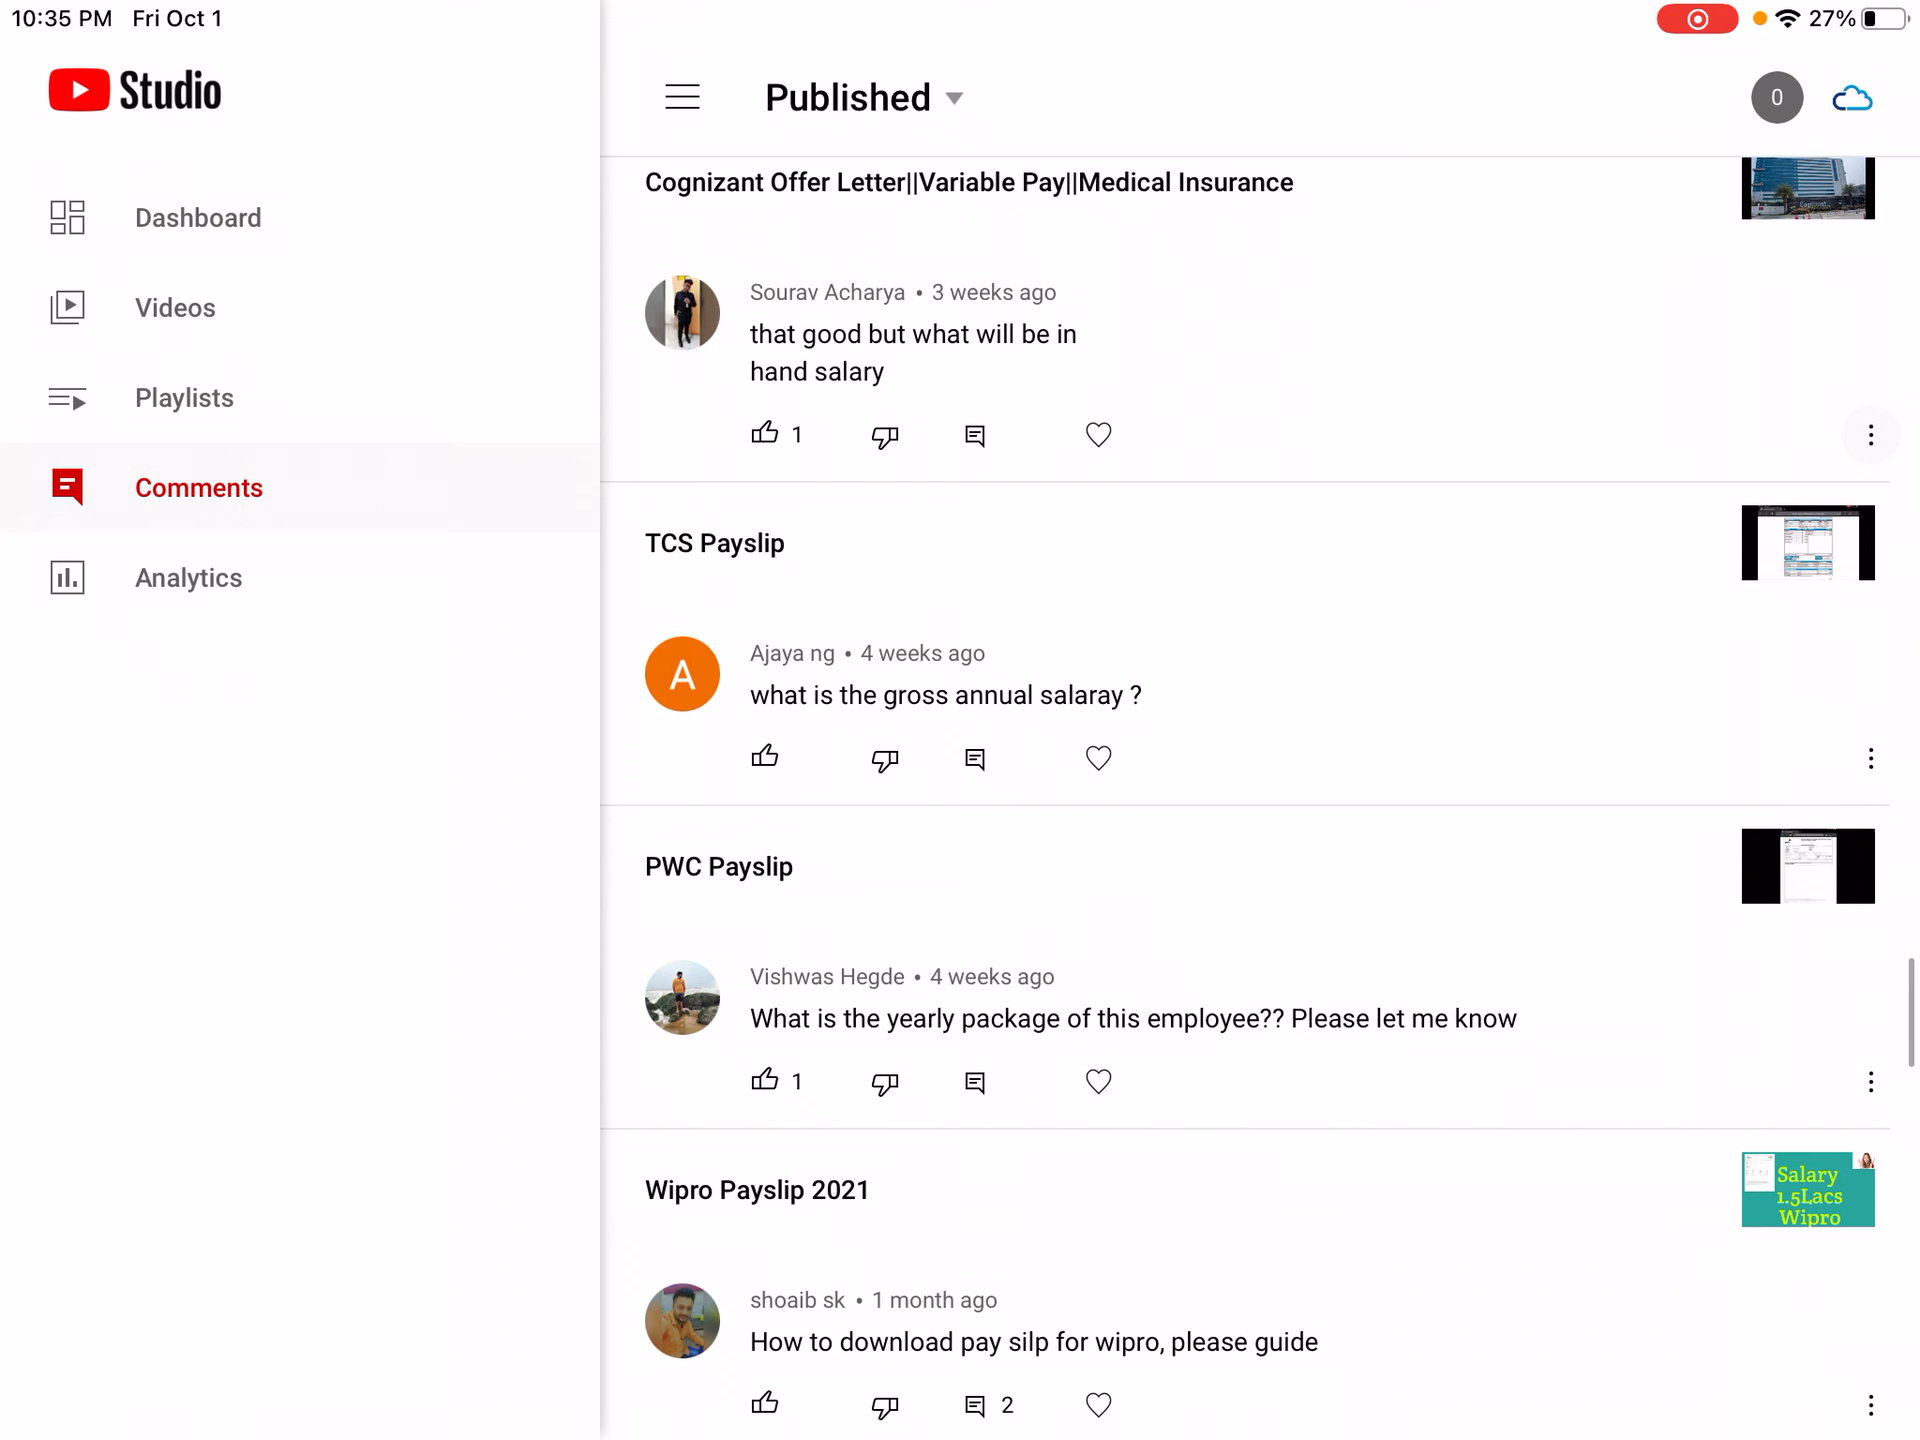 10:35 PM Fri Oct 1
27%
Studio
Published
0
Dashboard
Videos
Playlists
Comments
Analytics
Cognizant Offer Letter||Variable Pay||Medical Insurance
Sourav Acharya • 3 weeks ago
that good but what will be in
hand salary
1
TCS Payslip
A
Ajaya ng • 4 weeks ago
what is the gross annual salaray ?
PWC Payslip
Vishwas Hegde • 4 weeks ago
What is the yearly package of this employee?? Please let me know
1
Wipro Payslip 2021
Salary
1.5Lacs
Wipro
shoaib sk • 1 month ago
How to download pay silp for wipro, please guide
2